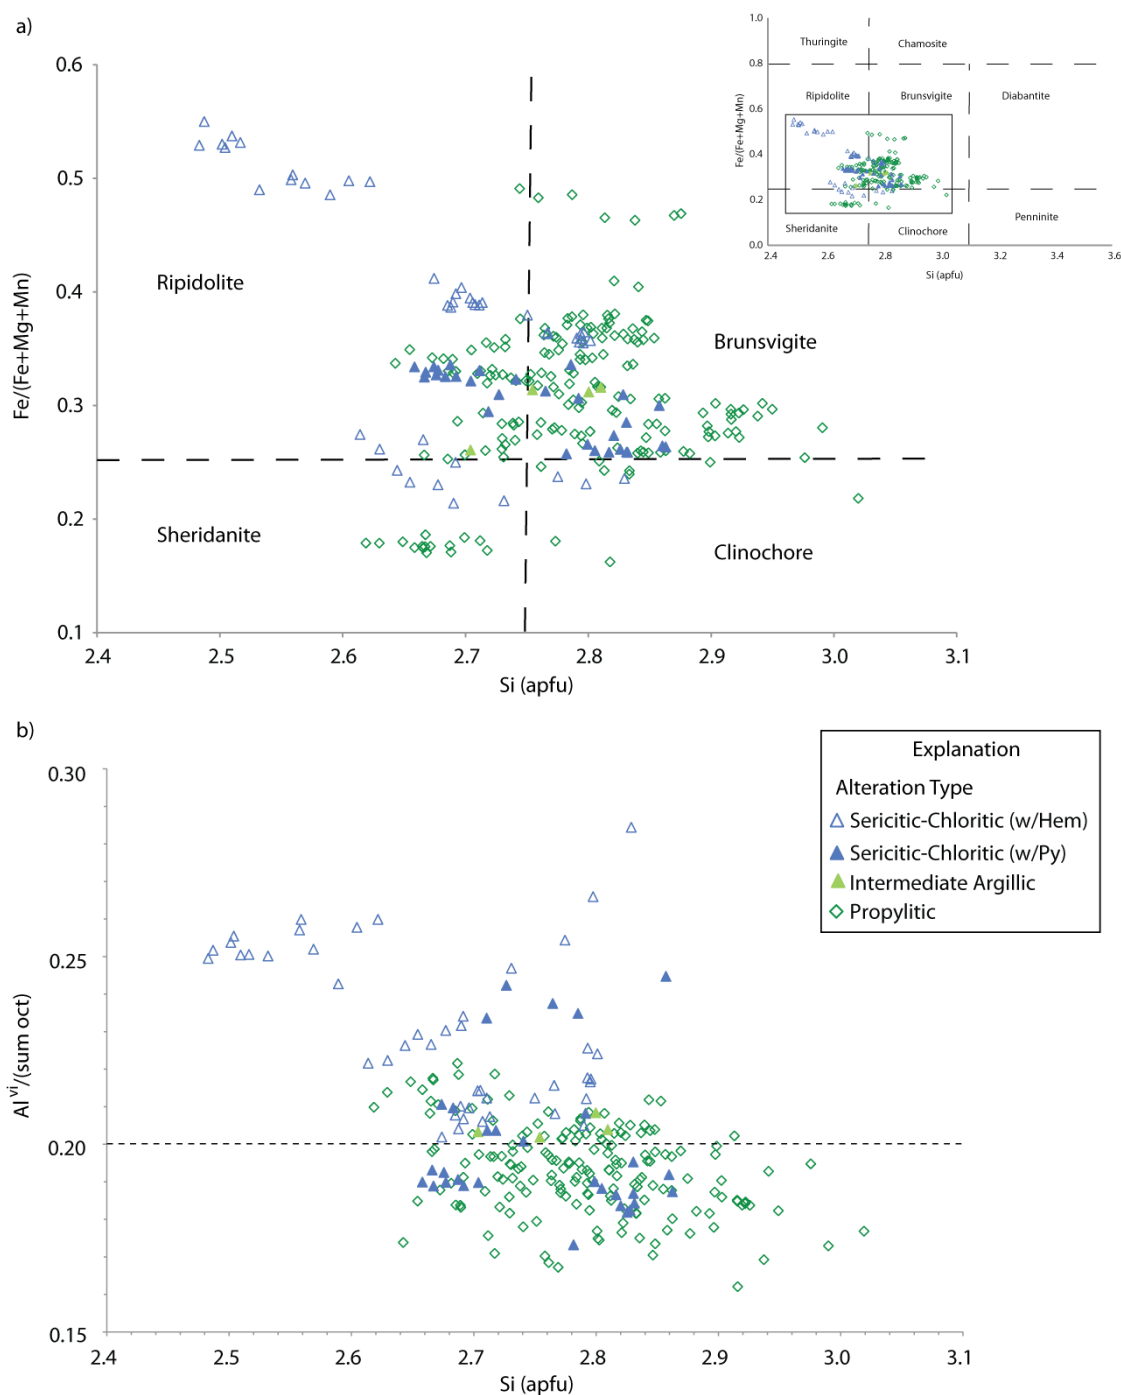 a)
0.6
0.5
0.4
0.3
0.2
0.1
Fe/(Fe+Mg+Mn)
2.4 2.5 2.6 2.7 2.8 2.9 3.0 3.1
Si (apfu)
Ripidolite
Brunsvigite
Sheridanite
Clinochore
1.0
0.8
0.6
0.4
0.2
0.0
Fe/(Fe+Mg+Mn)
Thuringite Chamosite
Ripidolite Brunsvigite Diabantite
Penninite
Sheridanite Clinochore
2.4 2.6 2.8 3.0 3.4 3.6
Si (apfu)
b)
Explanation
Alteration Type
Sericitic-Chloritic (w/Hem)
Sericitic-Chloritic (w/Py)
Intermediate Argillic
Propylitic
0.30
0.25
0.20
0.15
Al vi/(sum oct)
2.4 2.5 2.6 2.7 2.8 2.9 3.0 3.1
Si (apfu)